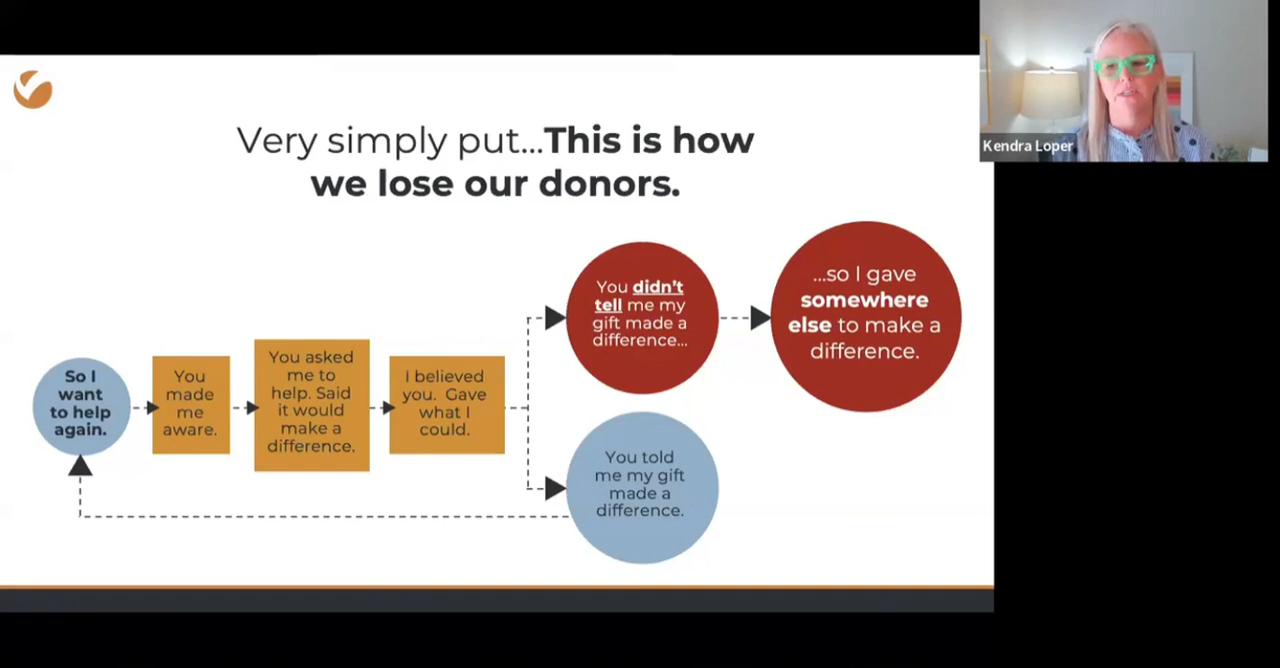 Very simply put...This is how
we lose our donors.
So I
want
to help
again.
You
made
me
aware.
You asked
me to
help. Said
it would
make a
difference.
I believed
you. Gave
what I
could.
You didn't
tell me my
gift made a
difference...
...so I gave
somewhere
else to make a
difference.
You told
me my gift
made a
difference.
Kendra Loper